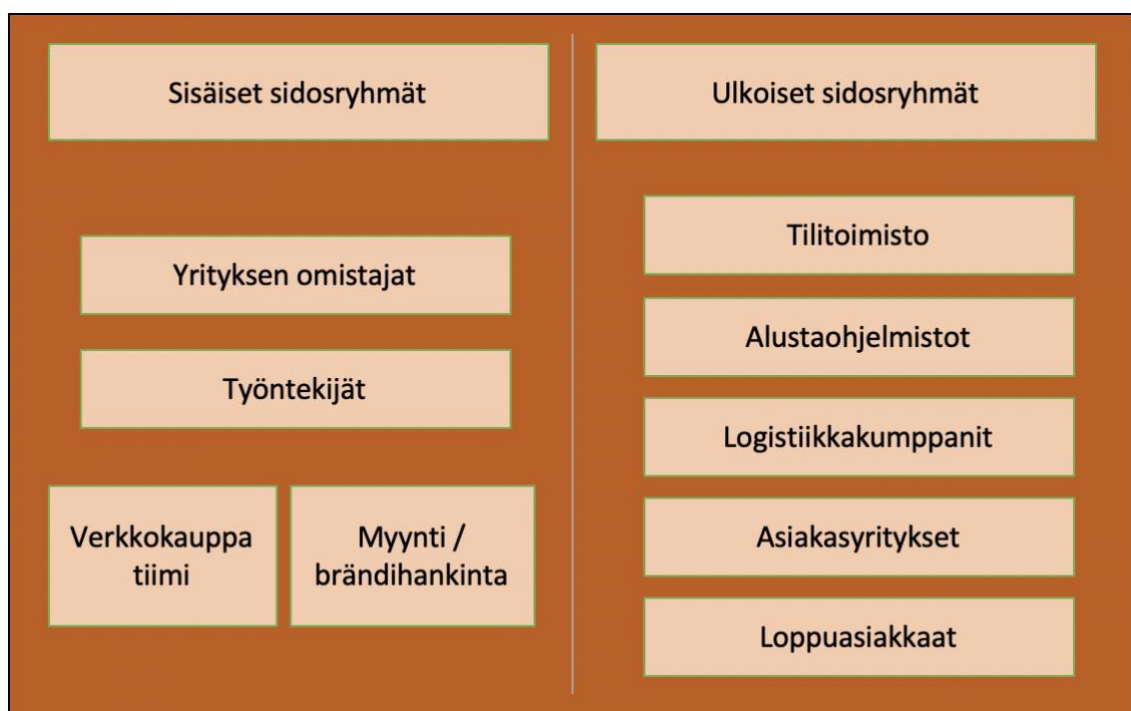 Sisäiset sidosryhmät
Yrityksen omistajat
Työntekijät
Verkkokauppa
tiimi
Myynti /
brändihankinta
Ulkoiset sidosryhmät
Tilitoimisto
Alustaohjelmistot
Logistiikkakumppanit
Asiakasyritykset
Loppuasiakkaat